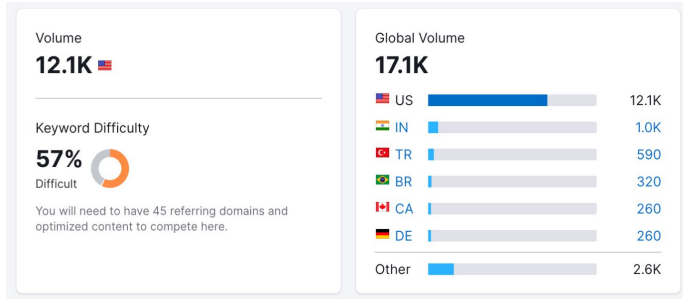 Volume
12.1K
Keyword Difficulty
57%
Difficult
You will need to have 45 referring domains and
optimized content to compete here.
Global Volume
17.1K
US 12.1K
IN 1.0K
TR 590
BR 320
CA 260
DE 260
Other 2.6K